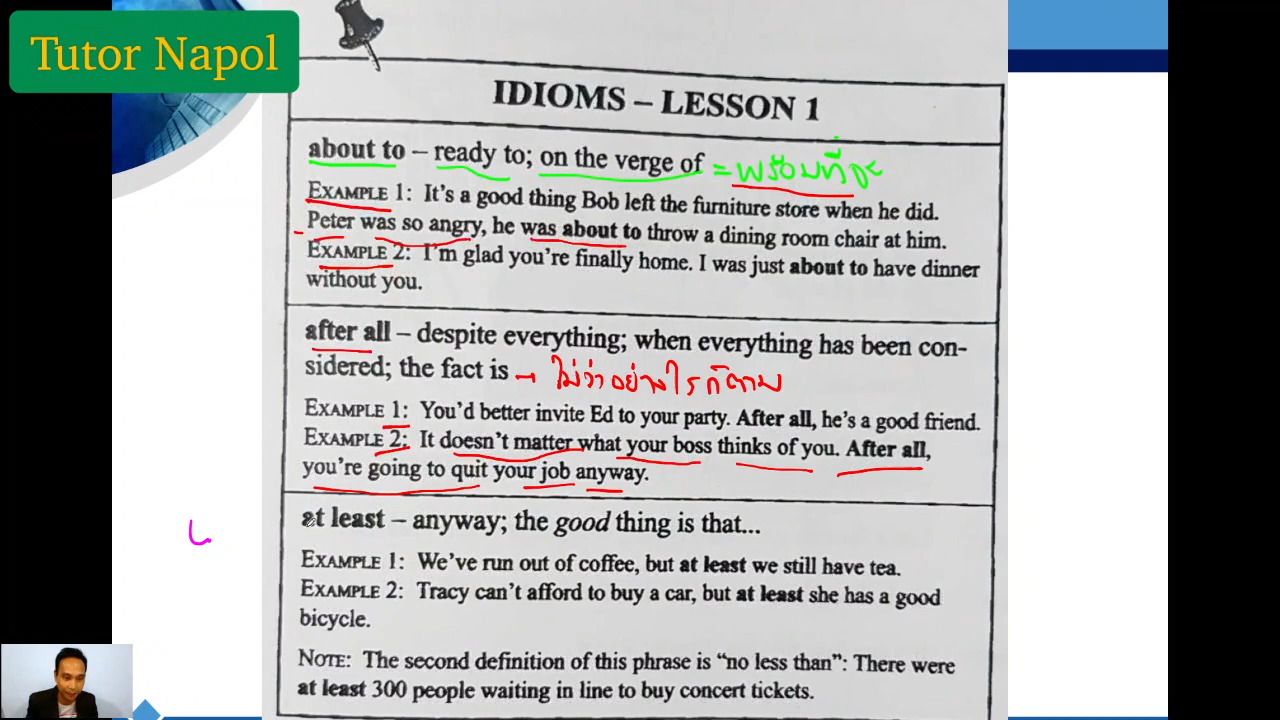 Tutor Napol
IDIOMS – LESSON 1
about to – ready to; on the verge of = พร้อมที่จะ
EXAMPLE 1: It's a good thing Bob left the furniture store when he did.
Peter was so angry, he was about to throw a dining room chair at him.
EXAMPLE 2: I'm glad you're finally home. I was just about to have dinner
without you.
after all – despite everything; when everything has been con-
sidered; the fact is → ไม่ว่าอย่างไรก็ตาม
EXAMPLE 1: You'd better invite Ed to your party. After all, he's a good friend.
EXAMPLE 2: It doesn't matter what your boss thinks of you. After all,
you're going to quit your job anyway.
at least – anyway; the good thing is that...
EXAMPLE 1: We've run out of coffee, but at least we still have tea.
EXAMPLE 2: Tracy can't afford to buy a car, but at least she has a good
bicycle.
NOTE: The second definition of this phrase is “no less than”: There were
at least 300 people waiting in line to buy concert tickets.